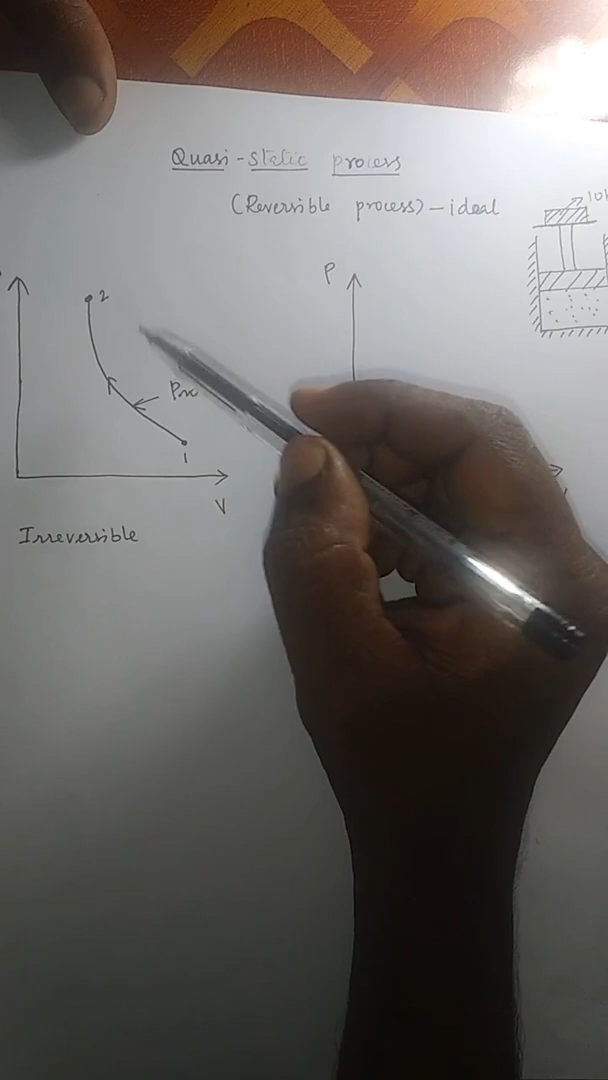 Quasi-static process
(Reversible process) - ideal
P
2
1
V
Irreversible